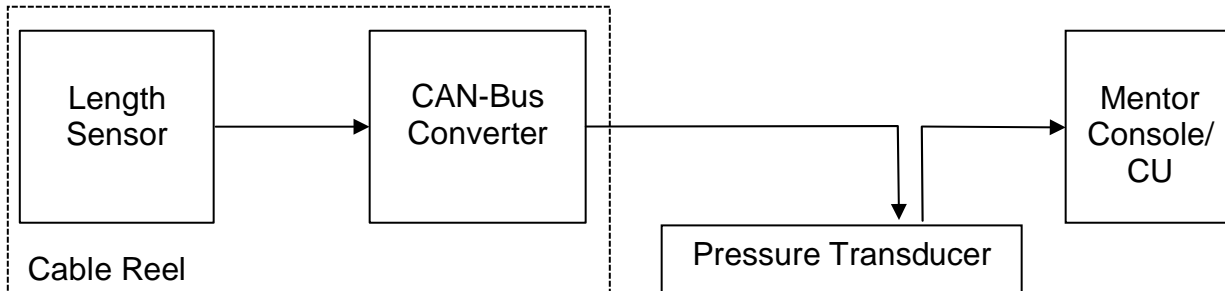 Length
Sensor
CAN-Bus
Converter
Mentor
Console/
CU
Pressure Transducer
Cable Reel